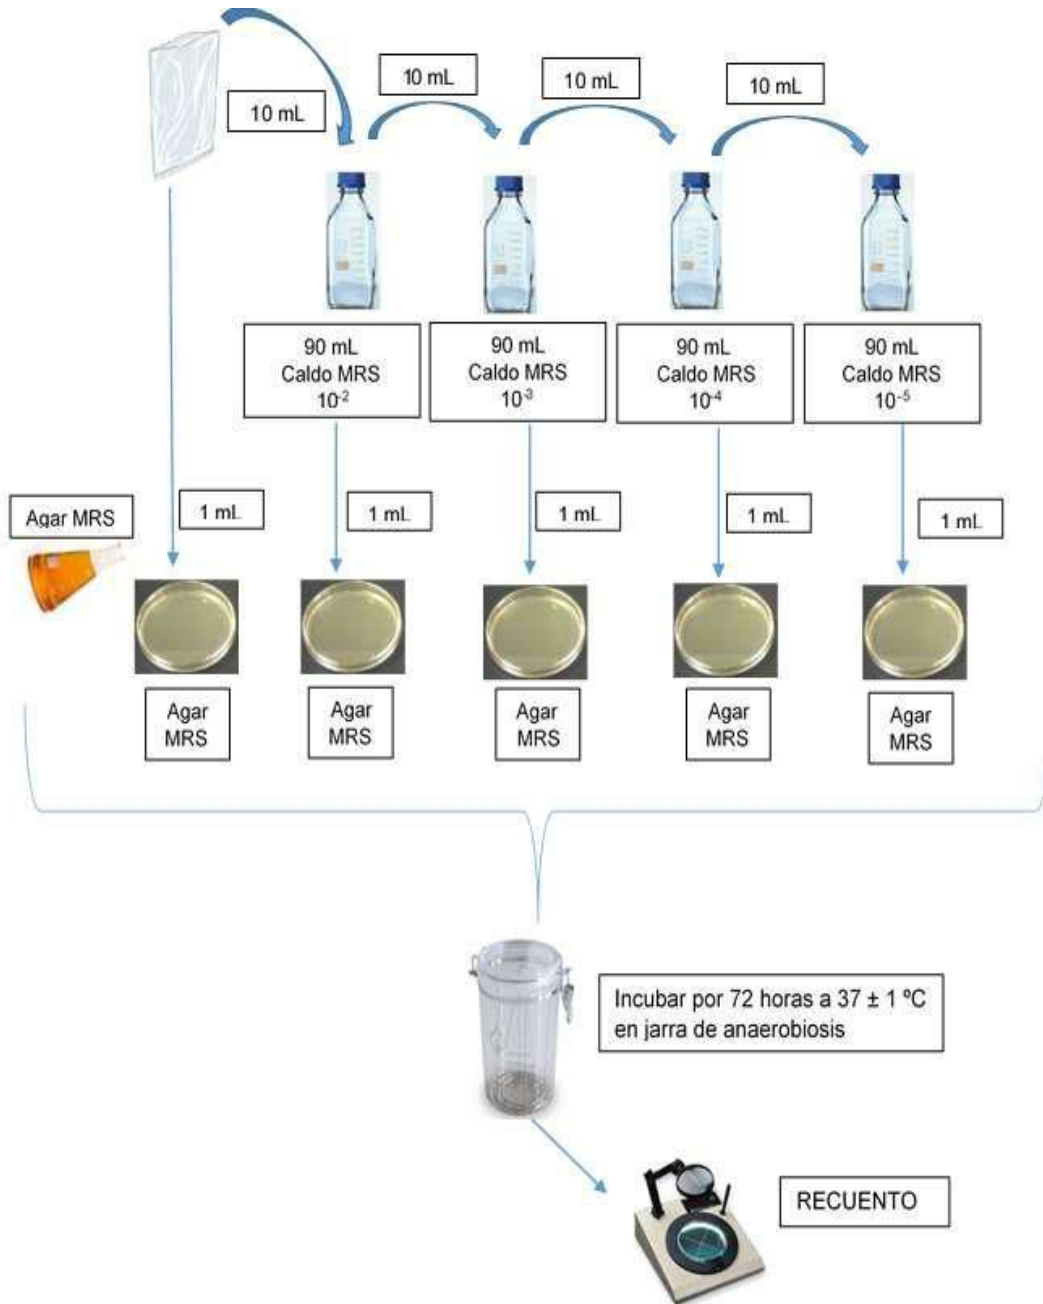 10 mL
10 mL
10 mL
10 mL
90 mL
Caldo MRS
10⁻²
90 mL
Caldo MRS
10⁻³
90 mL
Caldo MRS
10⁻⁴
90 mL
Caldo MRS
10⁻⁵
Agar MRS
1 mL
1 mL
1 mL
1 mL
1 mL
Agar
MRS
Agar
MRS
Agar
MRS
Agar
MRS
Agar
MRS
Incubar por 72 horas a 37 ± 1 ºC
en jarra de anaerobiosis
RECUENTO